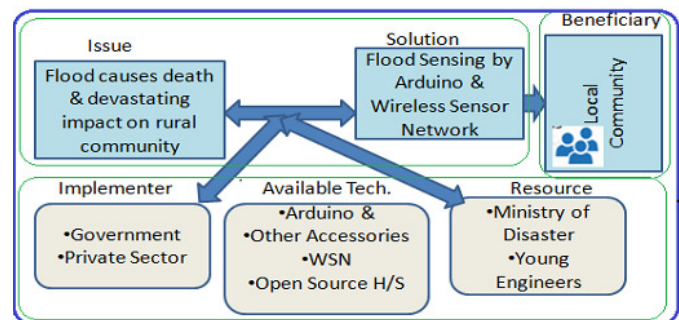 Issue
Flood causes death
& devastating
impact on rural
community
Solution
Flood Sensing by
Arduino &
Wireless Sensor
Network
Beneficiary
Local
Community
Implementer
•Government
•Private Sector
Available Tech.
•Arduino &
•Other Accessories
•WSN
•Open Source H/S
Resource
•Ministry of
Disaster
•Young
Engineers